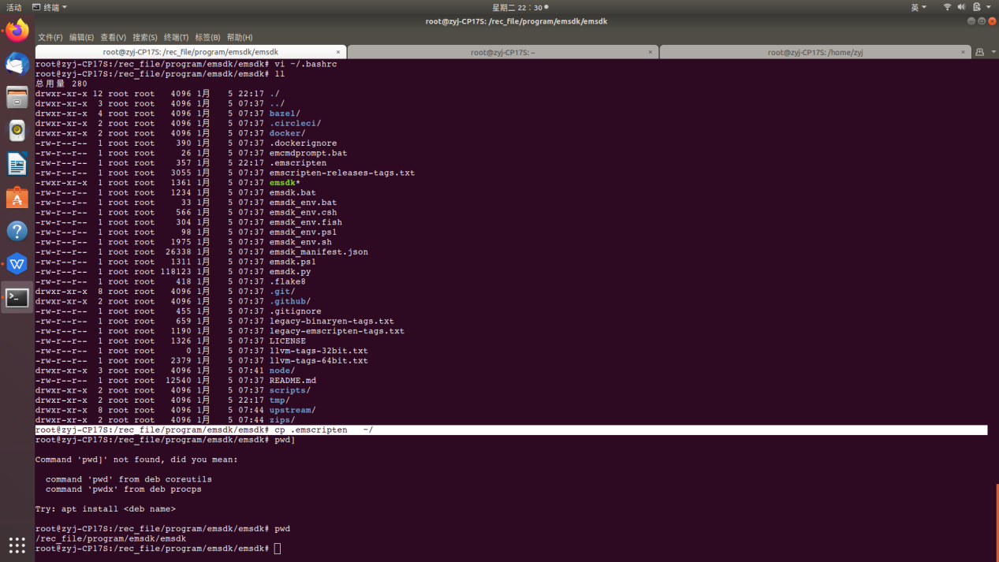 活动 终端 星期二 22：30 英
root@zyj-CP17S: /rec_file/program/emsdk/emsdk
文件(F) 编辑(E) 查看(V) 搜索(S) 终端(T) 标签(B) 帮助(H)
root@zyj-CP17S: /rec_file/program/emsdk/emsdk × root@zyj-CP17S: ~ × root@zyj-CP17S: /home/zyj ×
root@zyj-CP17S:/rec_file/program/emsdk/emsdk# vi ~/.bashrc
root@zyj-CP17S:/rec_file/program/emsdk/emsdk# ll
总用量 280
drwxr-xr-x 12 root root   4096 1月   5 22:17 ./
drwxr-xr-x  3 root root   4096 1月   5 07:37 ../
drwxr-xr-x  4 root root   4096 1月   5 07:37 bazel/
drwxr-xr-x  2 root root   4096 1月   5 07:37 .circleci/
drwxr-xr-x  2 root root   4096 1月   5 07:37 docker/
-rw-r--r--  1 root root    390 1月   5 07:37 .dockerignore
-rw-r--r--  1 root root     26 1月   5 07:37 emcmdprompt.bat
-rw-r--r--  1 root root    357 1月   5 22:17 .emscripten
-rw-r--r--  1 root root   3055 1月   5 07:37 emscripten-releases-tags.txt
-rwxr-xr-x  1 root root   1361 1月   5 07:37 emsdk*
-rw-r--r--  1 root root   1234 1月   5 07:37 emsdk.bat
-rw-r--r--  1 root root     33 1月   5 07:37 emsdk_env.bat
-rw-r--r--  1 root root    566 1月   5 07:37 emsdk_env.csh
-rw-r--r--  1 root root    304 1月   5 07:37 emsdk_env.fish
-rw-r--r--  1 root root     98 1月   5 07:37 emsdk_env.ps1
-rw-r--r--  1 root root   1975 1月   5 07:37 emsdk_env.sh
-rw-r--r--  1 root root  26338 1月   5 07:37 emsdk_manifest.json
-rw-r--r--  1 root root   1311 1月   5 07:37 emsdk.ps1
-rw-r--r--  1 root root 118123 1月   5 07:37 emsdk.py
-rw-r--r--  1 root root    418 1月   5 07:37 .flake8
drwxr-xr-x  8 root root   4096 1月   5 07:37 .git/
drwxr-xr-x  2 root root   4096 1月   5 07:37 .github/
-rw-r--r--  1 root root    455 1月   5 07:37 .gitignore
-rw-r--r--  1 root root    659 1月   5 07:37 legacy-binaryen-tags.txt
-rw-r--r--  1 root root   1190 1月   5 07:37 legacy-emscripten-tags.txt
-rw-r--r--  1 root root   1326 1月   5 07:37 LICENSE
-rw-r--r--  1 root root      0 1月   5 07:37 llvm-tags-32bit.txt
-rw-r--r--  1 root root   2379 1月   5 07:37 llvm-tags-64bit.txt
drwxr-xr-x  3 root root   4096 1月   5 07:41 node/
-rw-r--r--  1 root root  12540 1月   5 07:37 README.md
drwxr-xr-x  2 root root   4096 1月   5 07:37 scripts/
drwxr-xr-x  2 root root   4096 1月   5 22:17 tmp/
drwxr-xr-x  8 root root   4096 1月   5 07:44 upstream/
drwxr-xr-x  2 root root   4096 1月   5 07:44 zips/
root@zyj-CP17S:/rec_file/program/emsdk/emsdk# cp .emscripten   ~/
root@zyj-CP17S:/rec_file/program/emsdk/emsdk# pwd]
Command 'pwd]' not found, did you mean:
command 'pwd' from deb coreutils
command 'pwdx' from deb procps
Try: apt install <deb name>
root@zyj-CP17S:/rec_file/program/emsdk/emsdk# pwd
/rec_file/program/emsdk/emsdk
root@zyj-CP17S:/rec_file/program/emsdk/emsdk#